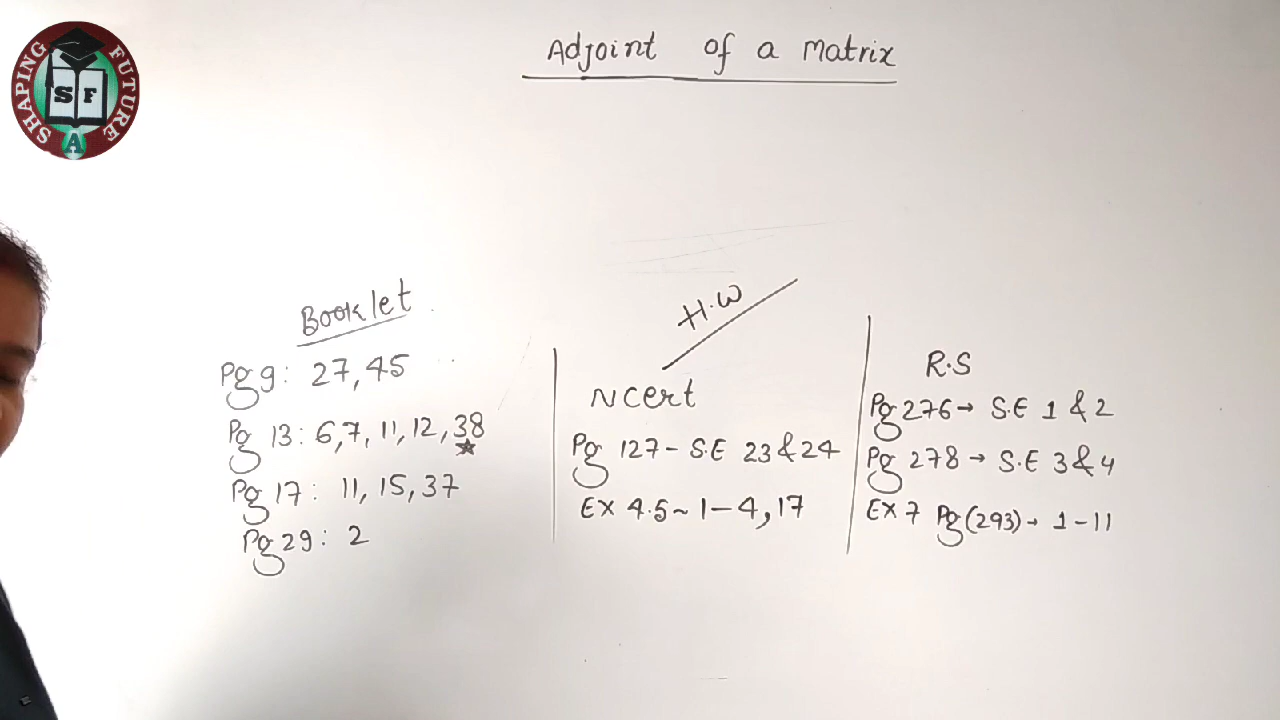 SHAPING FUTURE
S F
A
Adjoint of a Matrix
H.W
Booklet
Pg 9: 27, 45
Pg 13: 6, 7, 11, 12, 38
Pg 17: 11, 15, 37
Pg 29: 2
NCERT
Pg 127- S.E 23 & 24
EX 4.5 ~ 1-4, 17
R.S
Pg 276 → S.E 1 & 2
Pg 278 → S.E 3 & 4
EX 7 Pg (293) → 1-11